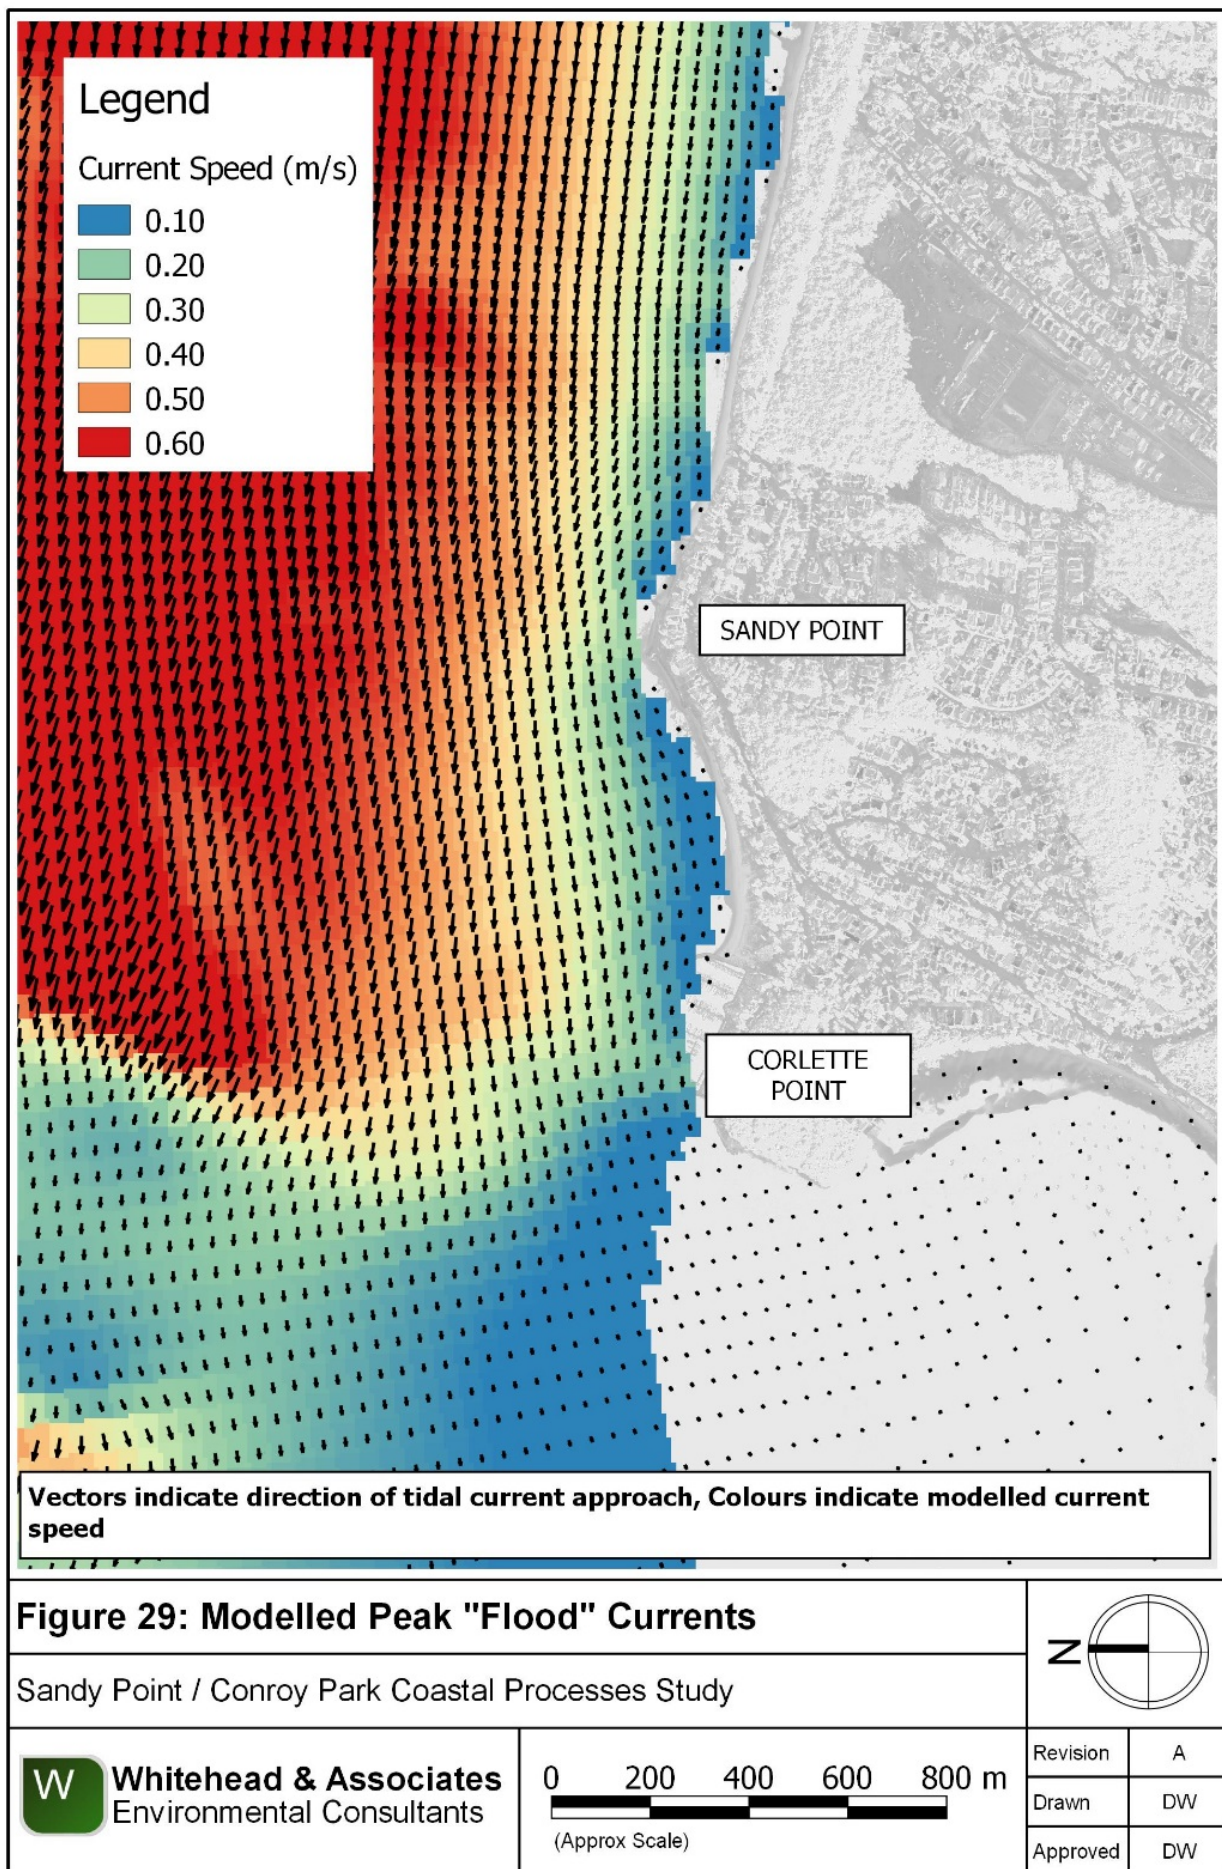 Legend
Current Speed (m/s)
0.10
0.20
0.30
0.40
0.50
0.60
SANDY POINT
CORLETTE
POINT
Vectors indicate direction of tidal current approach, Colours indicate modelled current
speed
Figure 29: Modelled Peak "Flood" Currents
Sandy Point / Conroy Park Coastal Processes Study
N
W
Whitehead & Associates
Environmental Consultants
0 200 400 600 800 m
(Approx Scale)
Revision A
Drawn DW
Approved DW